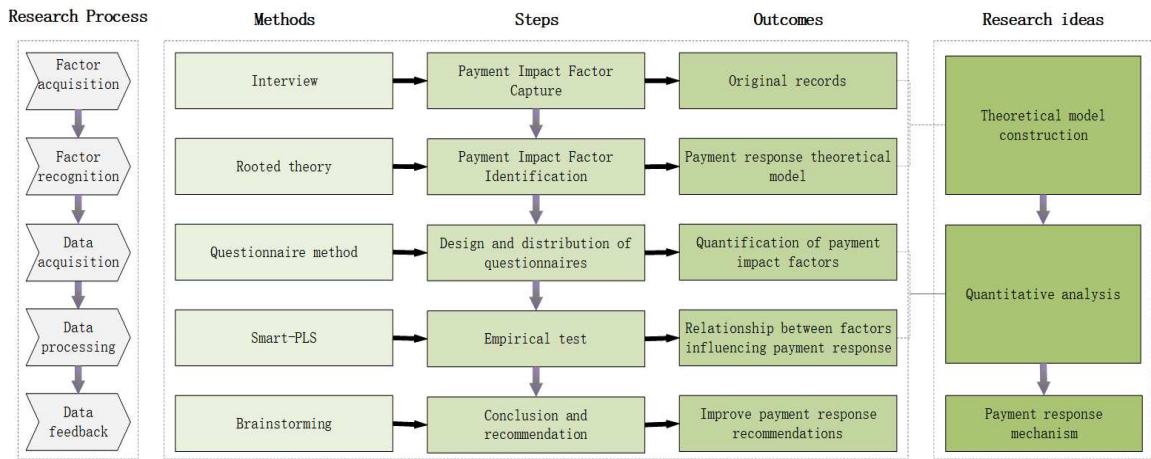 Research Process
Methods
Steps
Outcomes
Research ideas
Factor
acquisition
Interview
Payment Impact Factor
Capture
Original records
Theoretical model
construction
Factor
recognition
Rooted theory
Payment Impact Factor
Identification
Payment response theoretical
model
Data
acquisition
Questionnaire method
Design and distribution of
questionnaires
Quantification of payment
impact factors
Quantitative analysis
Data
processing
Smart-PLS
Empirical test
Relationship between factors
influencing payment response
Data
feedback
Brainstorming
Conclusion and
recommendation
Improve payment response
recommendations
Payment response
mechanism